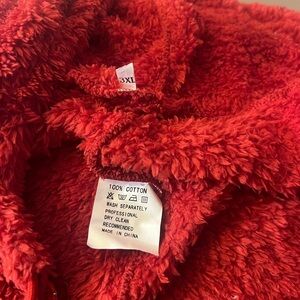 3XL
100% COTTON
WASH SEPARATELY
PROFESSIONAL
DRY CLEAN
RECOMMENDED
MADE IN CHINA